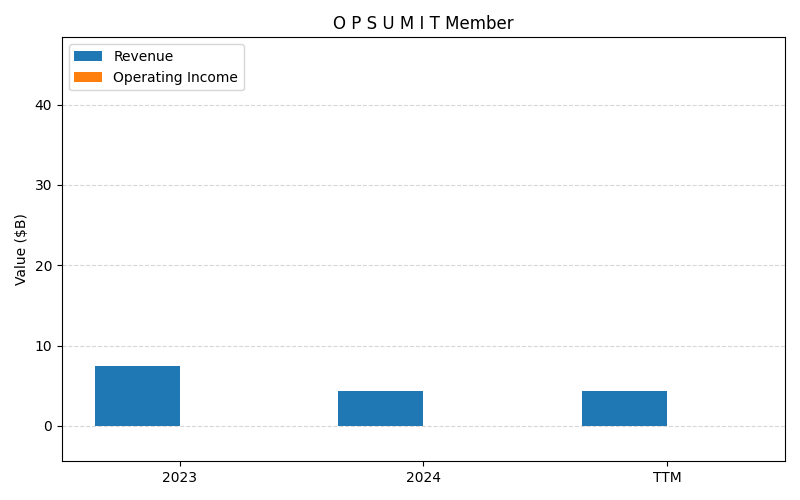 O P S U M I T Member
Revenue
Operating Income
Value ($B)
40
30
20
10
0
2023
2024
TTM